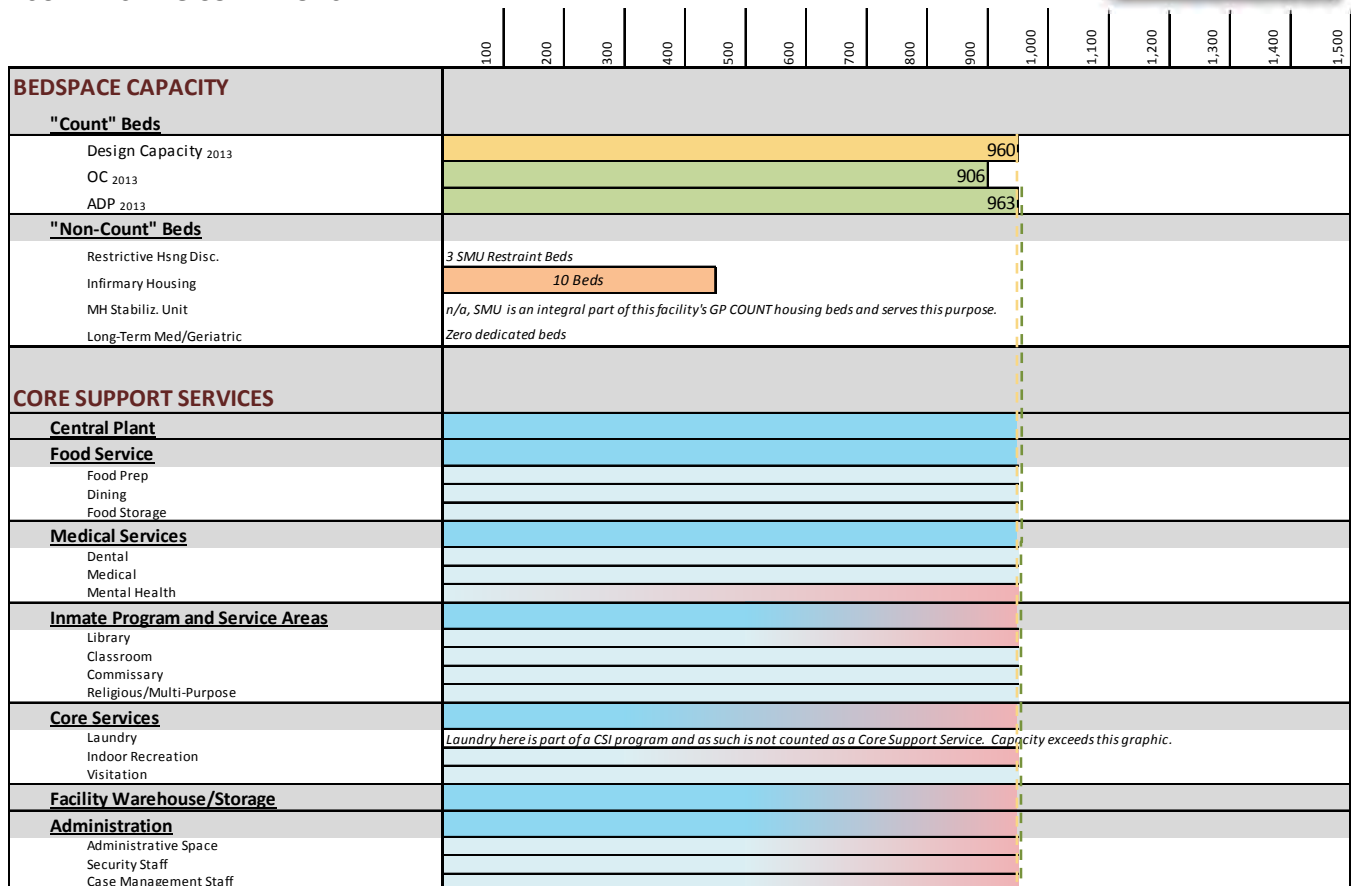 100 200 300 400 500 600 700 800 900 1,000 1,100 1,200 1,300 1,400 1,500
BEDSPACE CAPACITY
"Count" Beds
Design Capacity 2013 960
OC 2013 906
ADP 2013 963
"Non-Count" Beds
Restrictive Hsng Disc. 3 SMU Restraint Beds
Infirmary Housing 10 Beds
MH Stabiliz. Unit n/a, SMU is an integral part of this facility's GP COUNT housing beds and serves this purpose.
Long-Term Med/Geriatric Zero dedicated beds
CORE SUPPORT SERVICES
Central Plant
Food Service
Food Prep
Dining
Food Storage
Medical Services
Dental
Medical
Mental Health
Inmate Program and Service Areas
Library
Classroom
Commissary
Religious/Multi-Purpose
Core Services
Laundry Laundry here is part of a CSI program and as such is not counted as a Core Support Service. Capacity exceeds this graphic.
Indoor Recreation
Visitation
Facility Warehouse/Storage
Administration
Administrative Space
Security Staff
Case Management Staff